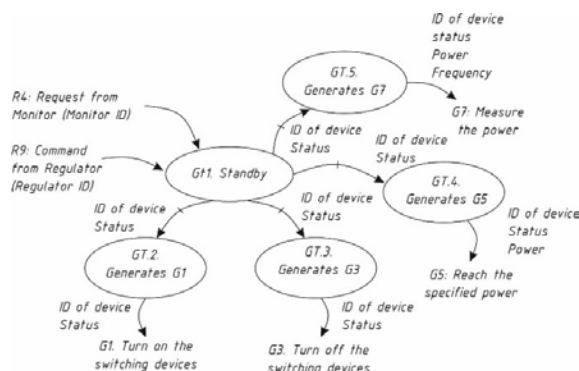 ID of device
status
Power
Frequency
GT.5.
Generates G7
R4: Request from
Monitor (Monitor ID)
G7: Measure
the power
ID of device
Status
R9: Command
from Regulator
(Regulator ID)
Gt1. Standby
ID of device
Status
GT.4.
Generates G5
ID of device
Status
ID of device
Status
ID of device
Status
Power
GT.2.
Generates G1
GT.3.
Generates G3
G5: Reach the
specified power
ID of device
Status
ID of device
Status
G1. Turn on the
switching devices
G3. Turn off the
switching devices